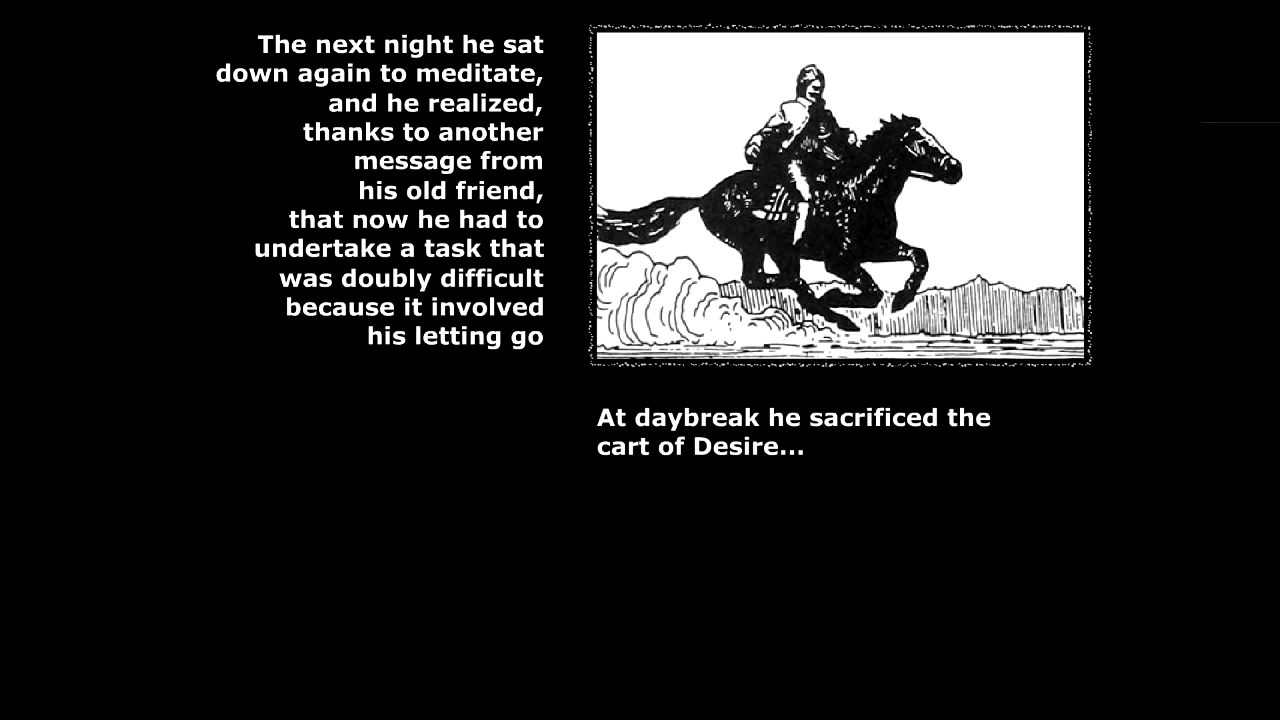 The next night he sat
down again to meditate,
and he realized,
thanks to another
message from
his old friend,
that now he had to
undertake a task that
was doubly difficult
because it involved
his letting go
At daybreak he sacrificed the
cart of Desire...